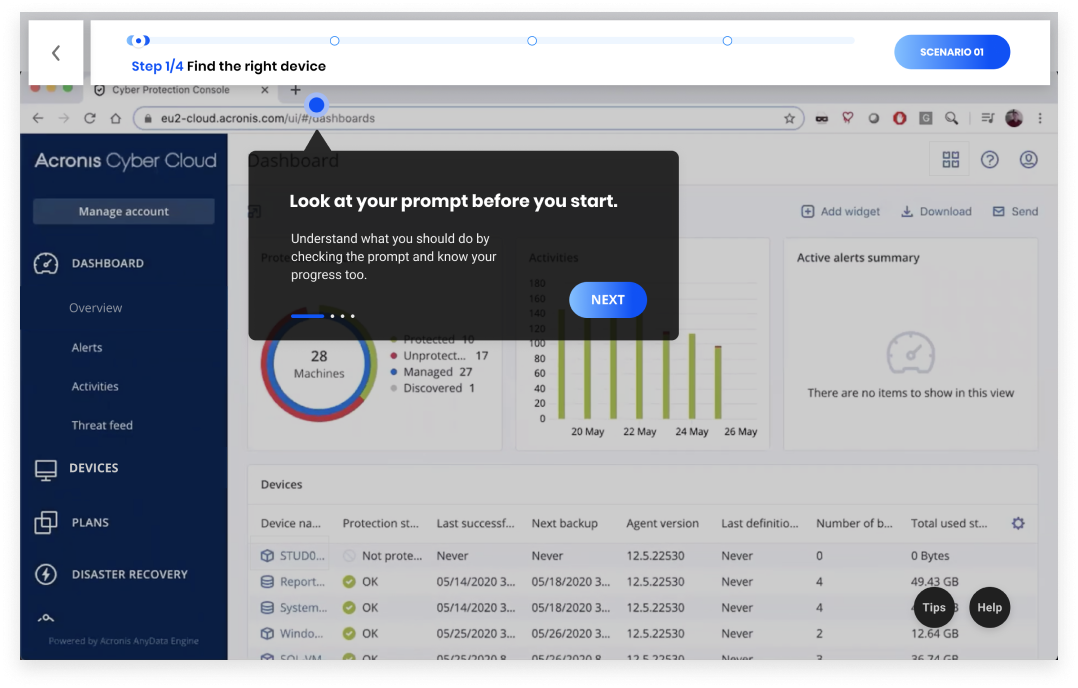 Step 1/4 Find the right device
SCENARIO 01
Cyber Protection Console
eu2-cloud.acronis.com/ui/#/dashboards
Acronis Cyber Cloud
Dashboard
Manage account
Look at your prompt before you start.
Understand what you should do by
checking the prompt and know your
progress too.
NEXT
Add widget
Download
Send
DASHBOARD
Overview
Alerts
Activities
Threat feed
DEVICES
PLANS
DISASTER RECOVERY
Powered by Acronis AnyData Engine
28
Machines
Protected 10
Unprotect... 17
Managed 27
Discovered 1
Activities
180
160
140
120
100
80
60
40
20
0
20 May 22 May 24 May 26 May
Active alerts summary
There are no items to show in this view
Devices
Device na... Protection st... Last successf... Next backup Agent version Last definitio... Number of b... Total used st...
STUD0... Not prote... Never Never 12.5.22530 Never 0 0 Bytes
Report... OK 05/14/2020 3... 05/18/2020 3... 12.5.22530 Never 4 49.43 GB
System... OK 05/14/2020 3... 05/18/2020 3... 12.5.22530 Never 4
Windo... OK 05/25/2020 3... 05/26/2020 3... 12.5.22530 Never 2 12.64 GB
SQL-VM OK 05/25/2020 8 05/26/2020 8 12.5.22530 Never 3 36.74 GB
Tips
Help